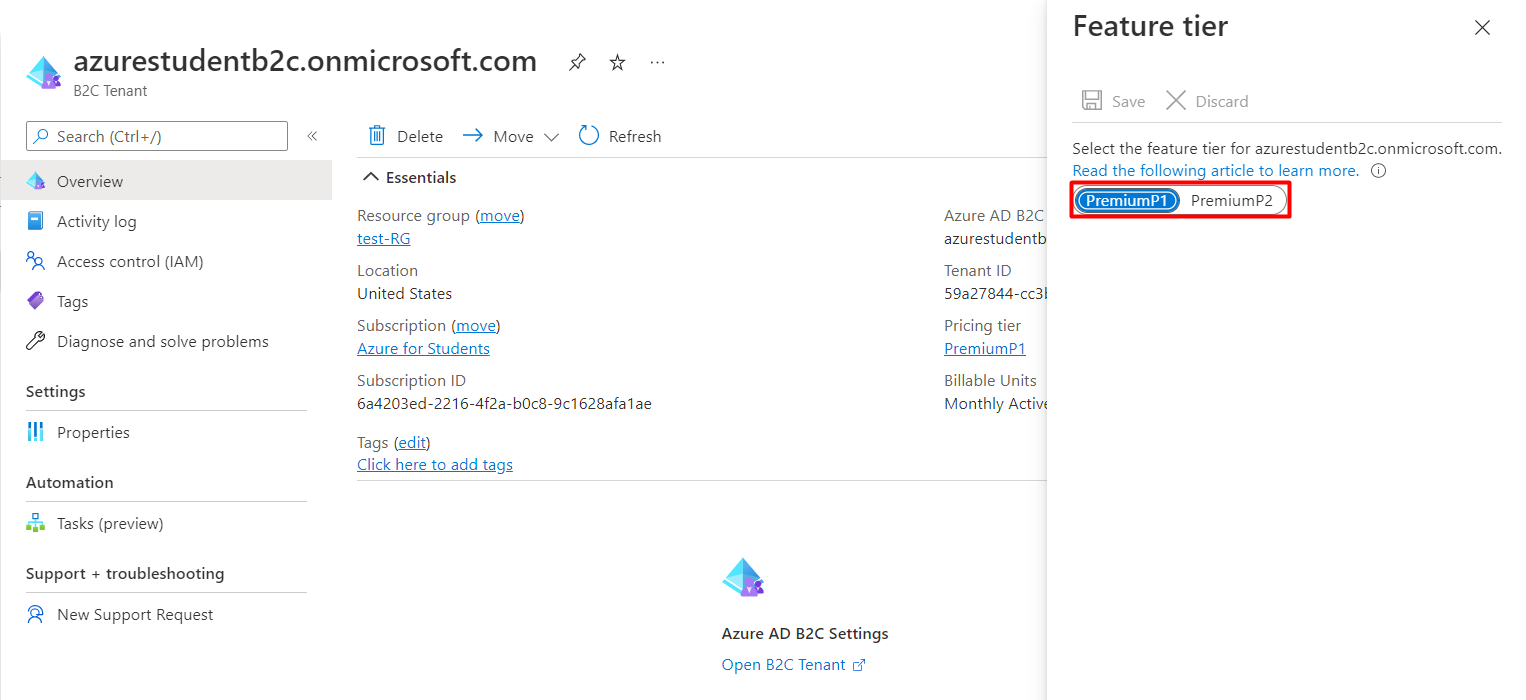 azurestudentb2c.onmicrosoft.com
B2C Tenant
Search (Ctrl+/)
Overview
Activity log
Access control (IAM)
Tags
Diagnose and solve problems
Settings
Properties
Automation
Tasks (preview)
Support + troubleshooting
New Support Request
Delete Move Refresh
Essentials
Resource group (move)
test-RG
Location
United States
Subscription (move)
Azure for Students
Subscription ID
6a4203ed-2216-4f2a-b0c8-9c1628afa1ae
Tags (edit)
Click here to add tags
Azure AD B2C
azurestudentb
Tenant ID
59a27844-cc3b
Pricing tier
PremiumP1
Billable Units
Monthly Active
Azure AD B2C Settings
Open B2C Tenant
Feature tier
Save Discard
Select the feature tier for azurestudentb2c.onmicrosoft.com.
Read the following article to learn more.
PremiumP1 PremiumP2